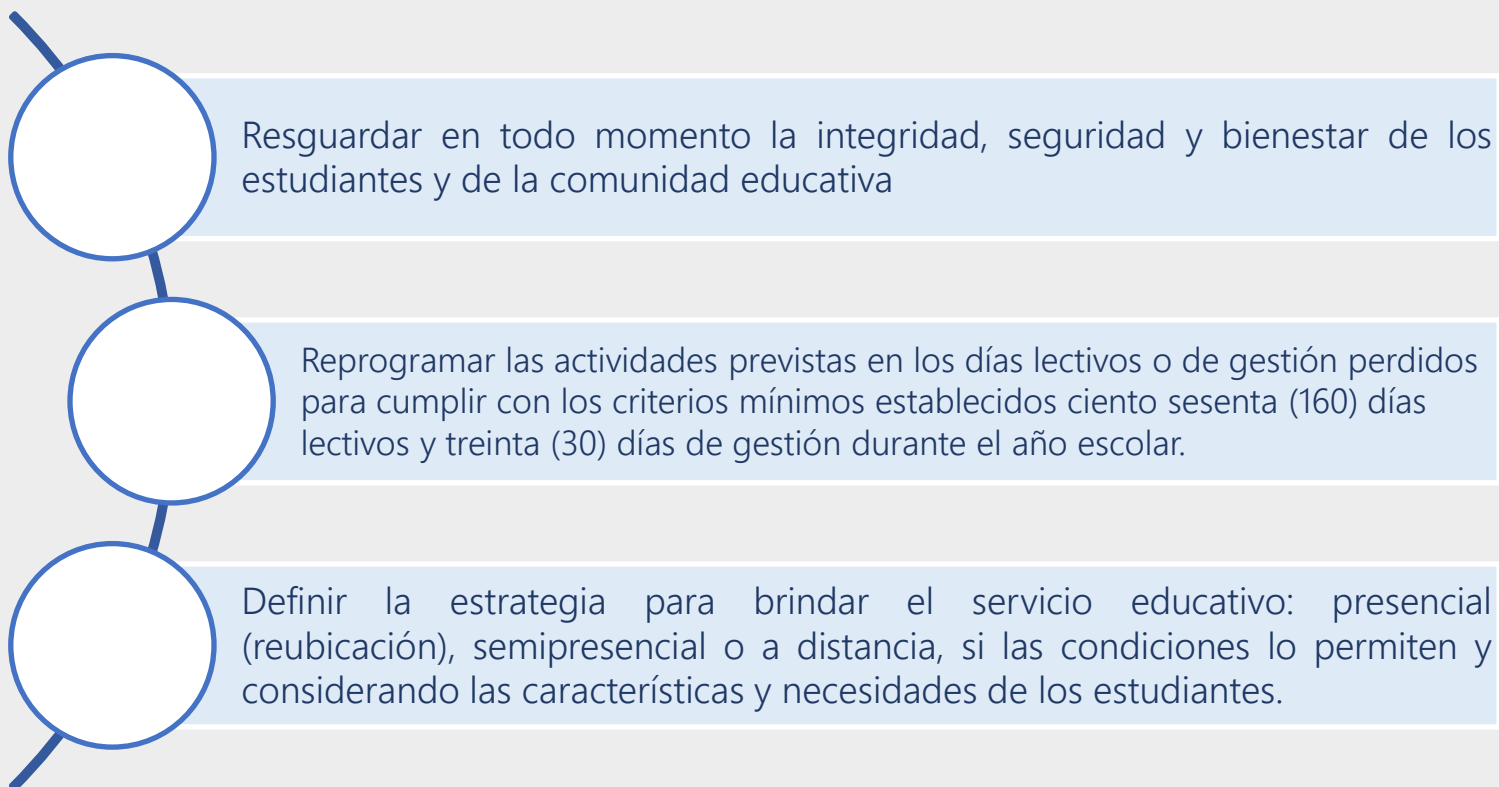 Resguardar en todo momento la integridad, seguridad y bienestar de los
estudiantes y de la comunidad educativa
Reprogramar las actividades previstas en los días lectivos o de gestión perdidos
para cumplir con los criterios mínimos establecidos ciento sesenta (160) días
lectivos y treinta (30) días de gestión durante el año escolar.
Definir la estrategia para brindar el servicio educativo: presencial
(reubicación), semipresencial o a distancia, si las condiciones lo permiten y
considerando las características y necesidades de los estudiantes.